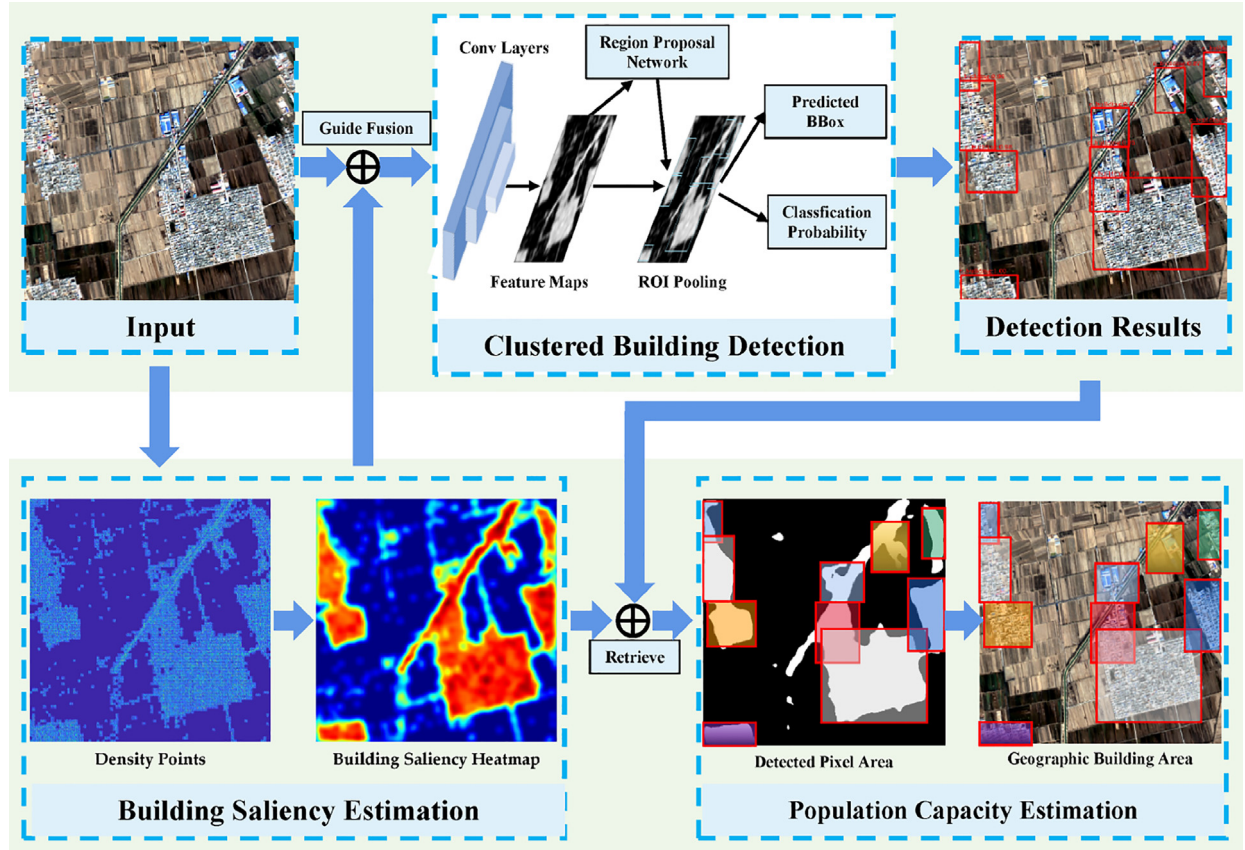 Conv Layers
Region Proposal
Network
Guide Fusion
Predicted
BBox
Classfication
Probability
Feature Maps
ROI Pooling
Input
Clustered Building Detection
Detection Results
Density Points
Building Saliency Heatmap
Building Saliency Estimation
Retrieve
Detected Pixel Area
Geographic Building Area
Population Capacity Estimation